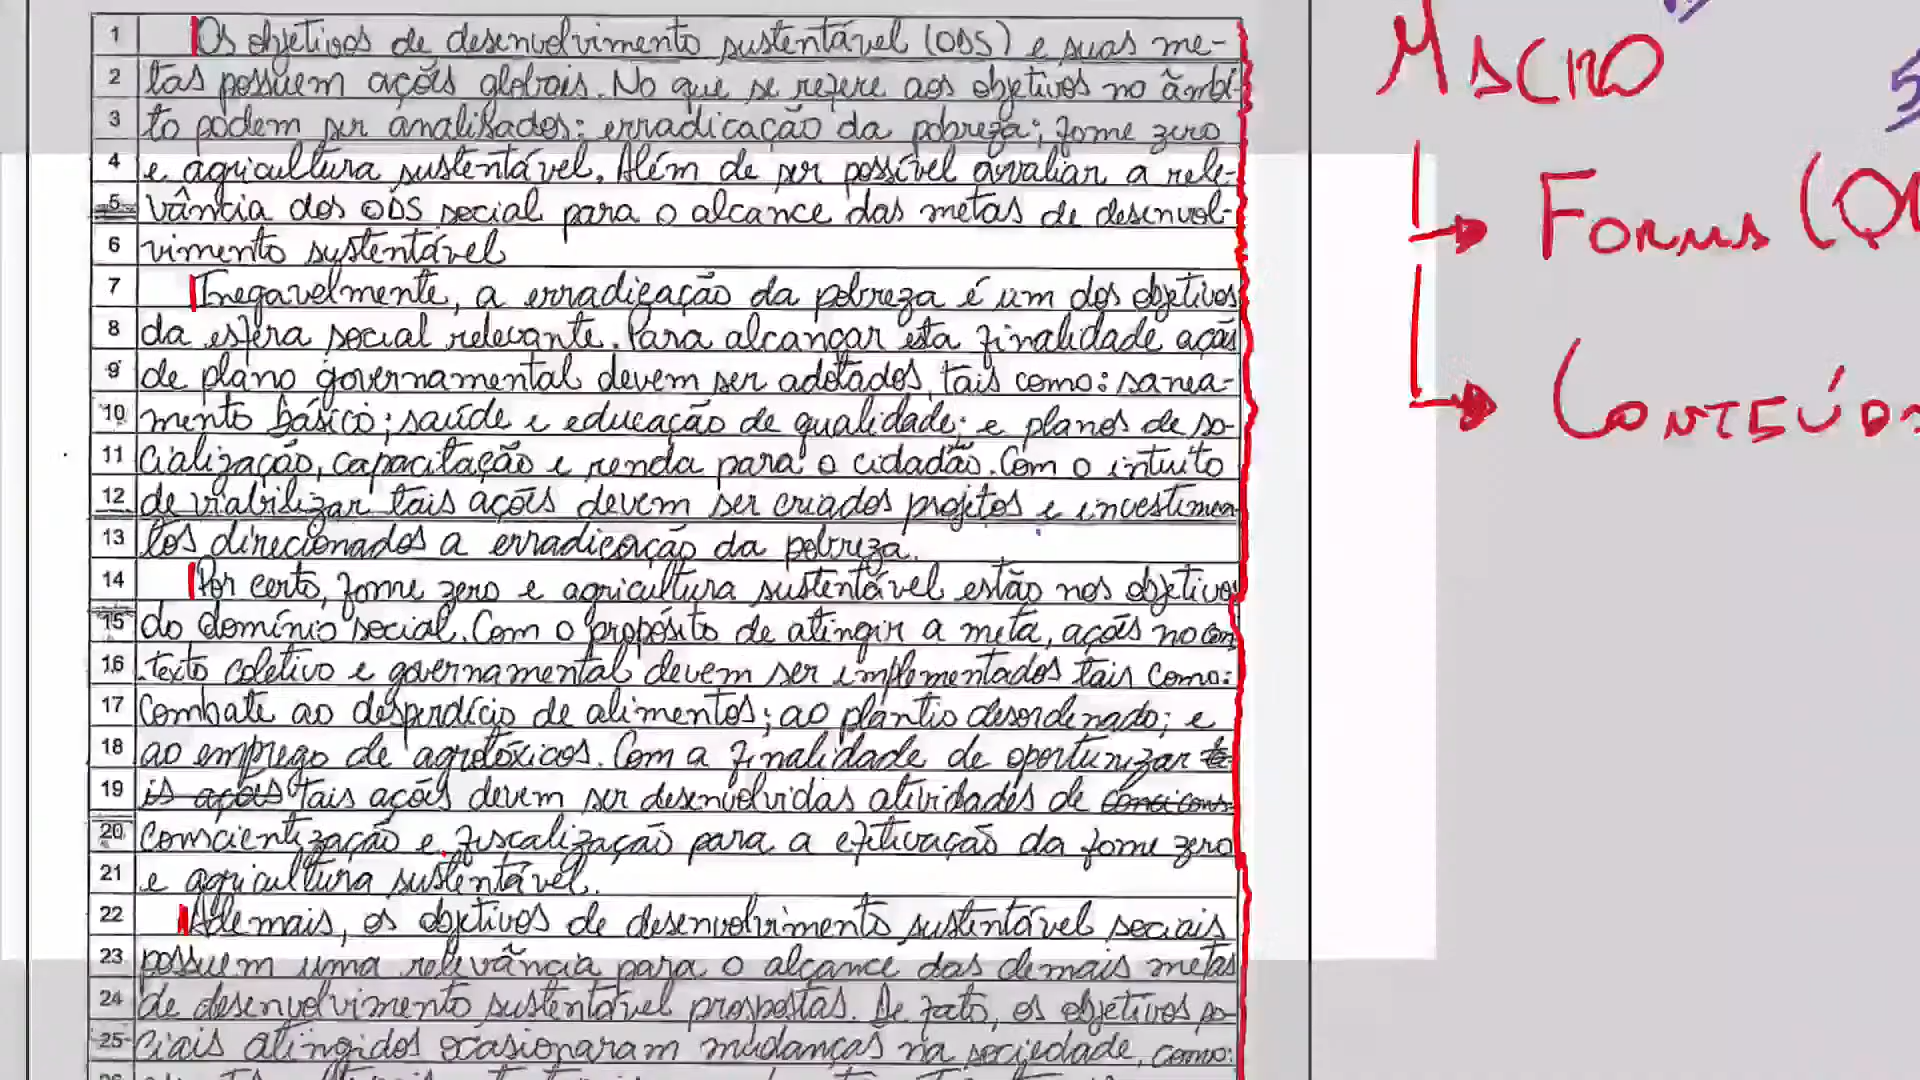 1 Os objetivos de desenvolvimento sustentável (ODS) e suas me-
2 tas possuem ações globais. No que se refere aos objetivos no âmbi-
3 to podem ser analisados: erradicação da pobreza; fome zero
4 e agricultura sustentável. Além de ser possível avaliar a rele-
5 vância dos ODS social para o alcance das metas de desenvol-
6 vimento sustentável
7 Inegavelmente, a erradicação da pobreza é um dos objetivos
8 da esfera social relevante. Para alcançar esta finalidade ações
9 de plano governamental devem ser adotados, tais como: sanea-
10 mento básico; saúde e educação de qualidade; e planos de so-
11 cialização, capacitação e renda para o cidadão. Com o intuito
12 de viabilizar tais ações devem ser criados projetos e investimen
13 tos direcionados a erradicação da pobreza.
14 Por certo, fome zero e agricultura sustentável estão nos objetivos
15 do domínio social. Com o propósito de atingir a meta, ações no con
16 texto coletivo e governamental devem ser implementados tais como:
17 combate ao desperdício de alimentos; ao plantio desordenado; e
18 ao emprego de agrotóxicos. Com a finalidade de oportunizar ta-
19 is ações tais ações devem ser desenvolvidas atividades de
20 conscientização e fiscalização para a efetivação da fome zero
21 e agricultura sustentável.
22 Ademais, os objetivos de desenvolvimento sustentável sociais
23 possuem uma relevância para o alcance das demais metas
24 de desenvolvimento sustentável propostas. De fato, os objetivos so-
25 ciais atingidos ocasionaram mudanças na sociedade, como:
MACRO
5
FORMA (Q
CONTEÚDO